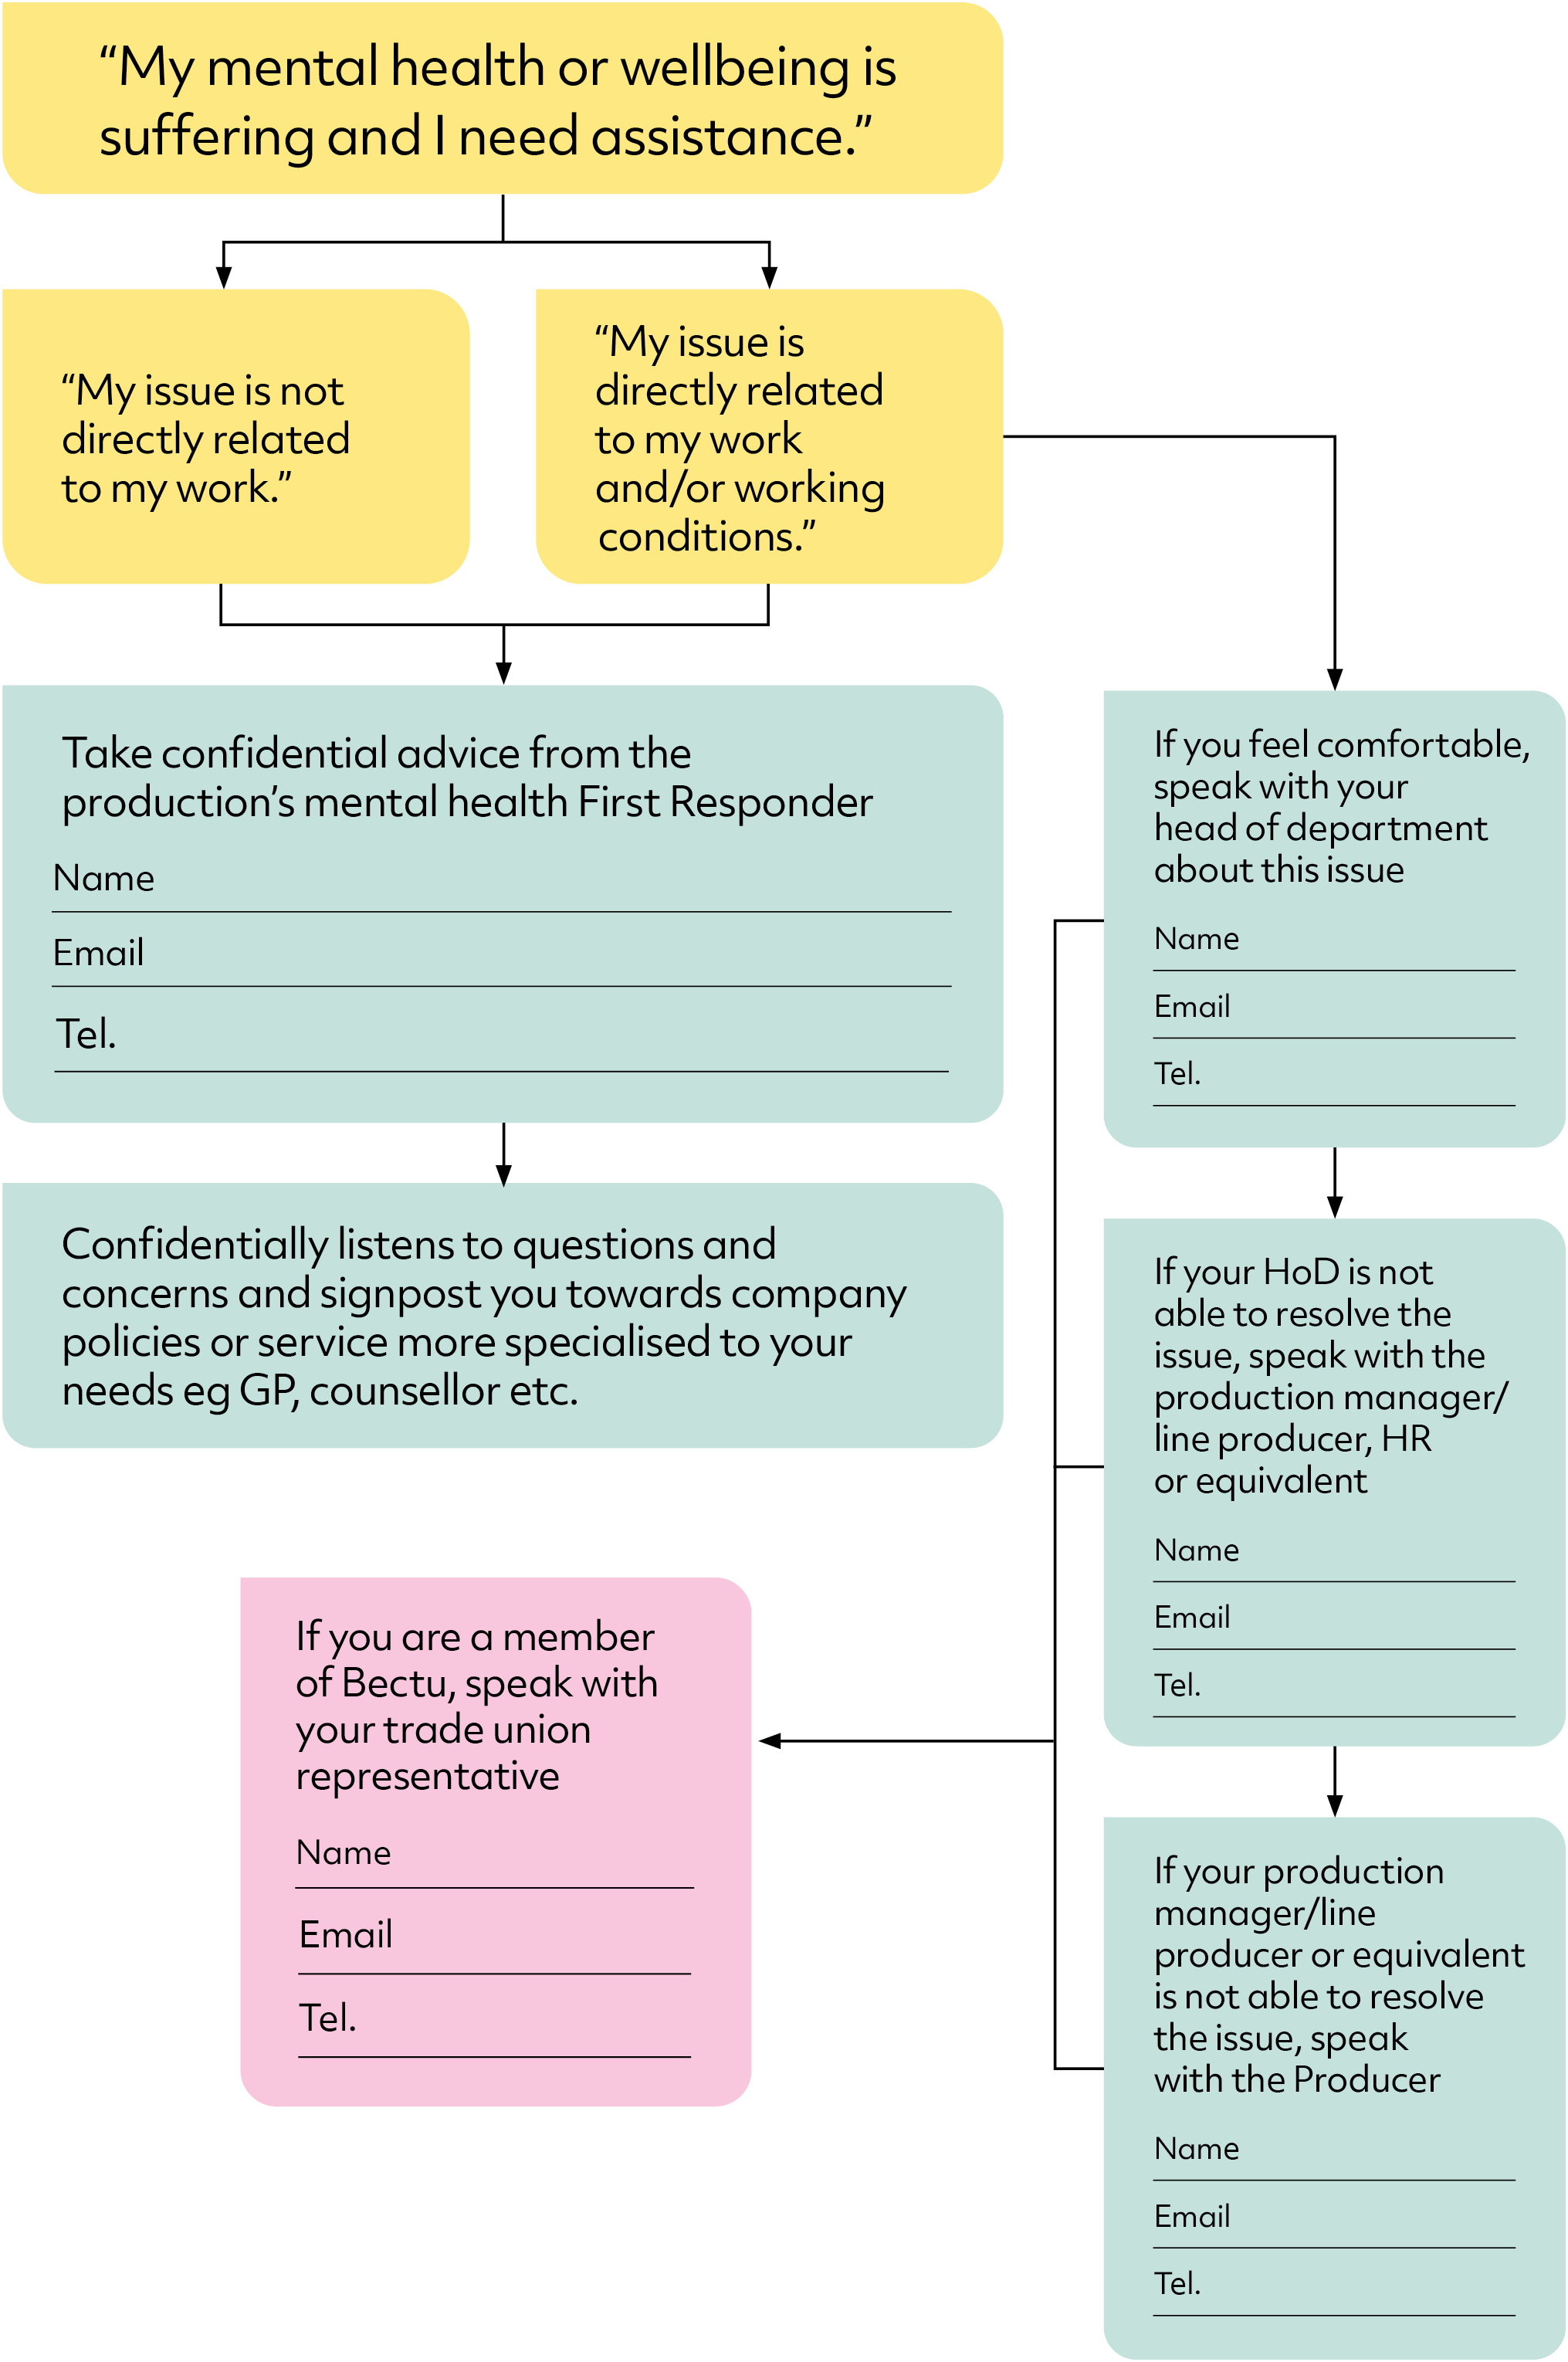 “My mental health or wellbeing is
suffering and I need assistance.”
“My issue is not
directly related
to my work.”
“My issue is
directly related
to my work
and/or working
conditions.”
Take confidential advice from the
production’s mental health First Responder
Name
Email
Tel.
Confidentially listens to questions and
concerns and signpost you towards company
policies or service more specialised to your
needs eg GP, counsellor etc.
If you feel comfortable,
speak with your
head of department
about this issue
Name
Email
Tel.
If your HoD is not
able to resolve the
issue, speak with the
production manager/
line producer, HR
or equivalent
Name
Email
Tel.
If your production
manager/line
producer or equivalent
is not able to resolve
the issue, speak
with the Producer
Name
Email
Tel.
If you are a member
of Bectu, speak with
your trade union
representative
Name
Email
Tel.